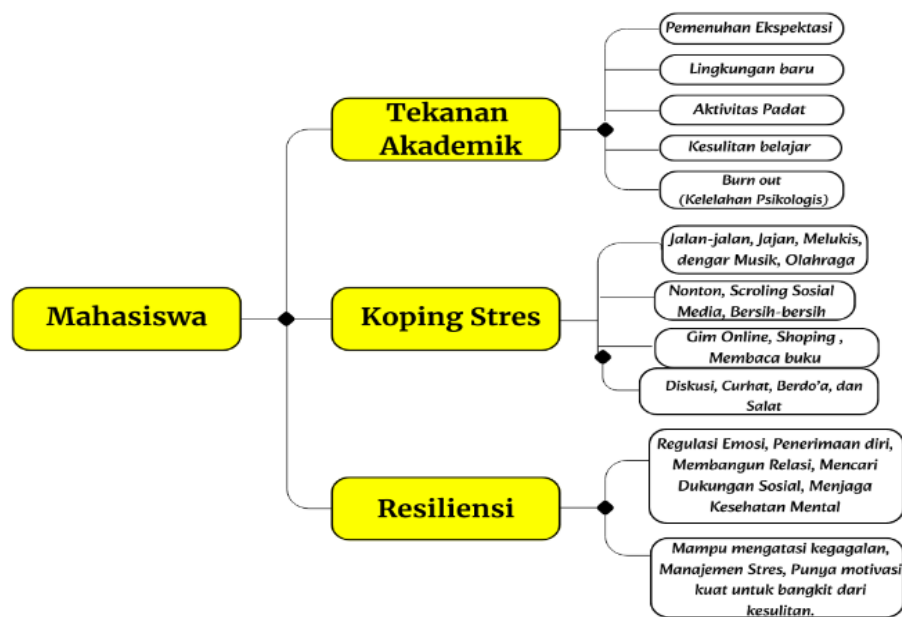 Mahasiswa
Tekanan
Akademik
Pemenuhan Ekspektasi
Lingkungan baru
Aktivitas Padat
Kesulitan belajar
Burn out
(Kelelahan Psikologis)
Koping Stres
Jalan-jalan, Jajan, Melukis,
dengar Musik, Olahraga
Nonton, Scroling Sosial
Media, Bersih-bersih
Gim Online, Shoping ,
Membaca buku
Diskusi, Curhat, Berdo'a, dan
Salat
Resiliensi
Regulasi Emosi, Penerimaan diri,
Membangun Relasi, Mencari
Dukungan Sosial, Menjaga
Kesehatan Mental
Mampu mengatasi kegagalan,
Manajemen Stres, Punya motivasi
kuat untuk bangkit dari
kesulitan.